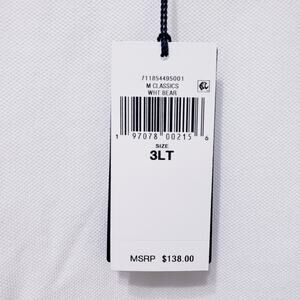 711854495001
M CLASSICS
WHT BEAR
1 97078 00215 6
SIZE
3LT
MSRP $138.00